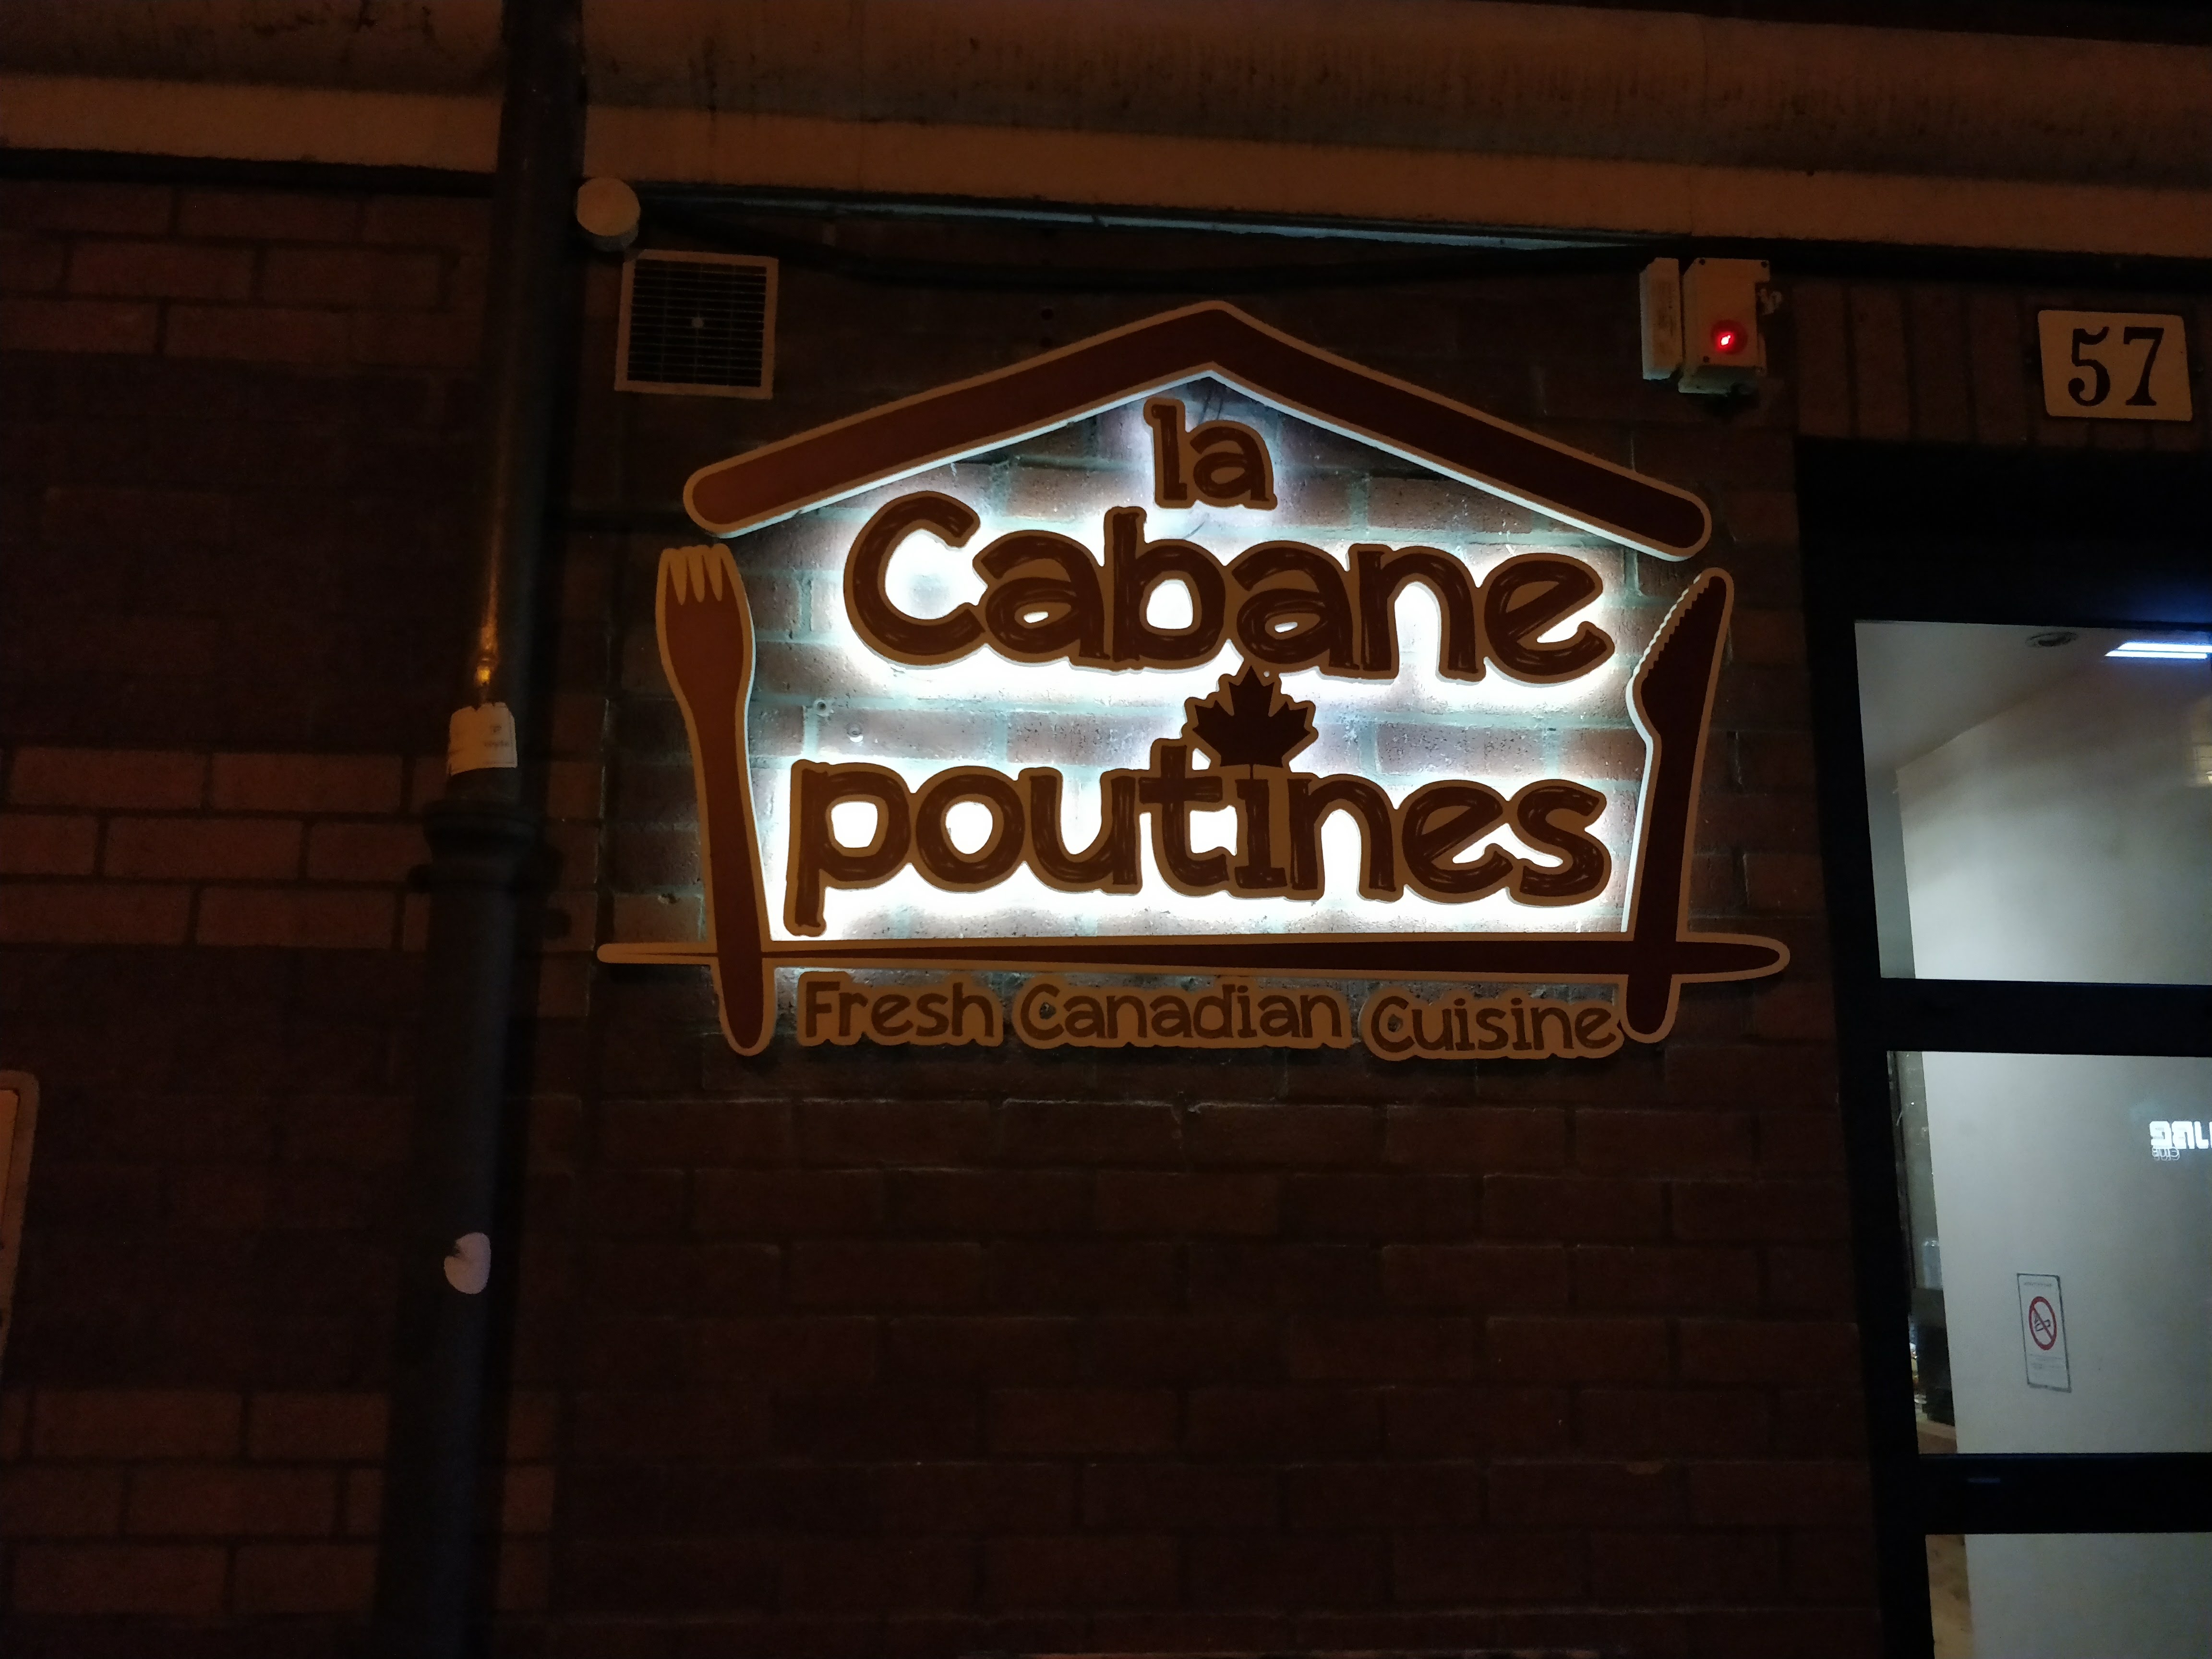 57
la
Cabane
poutines
Fresh Canadian Cuisine